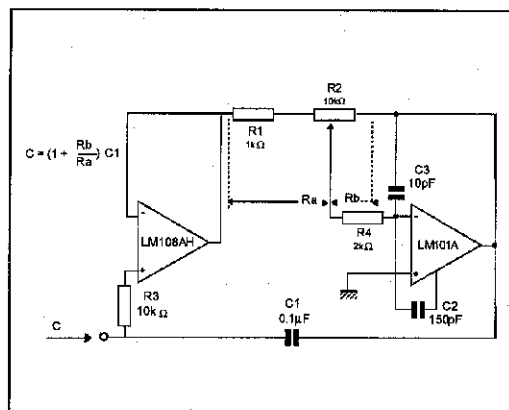 R2
10kΩ
R1
1kΩ
C = (1 + Rb/Ra) C1
C3
10pF
Ra
Rb
R4
2kΩ
-
-
LM108AH
LM101A
+
+
R3
10kΩ
C2
150pF
C1
0.1µF
C